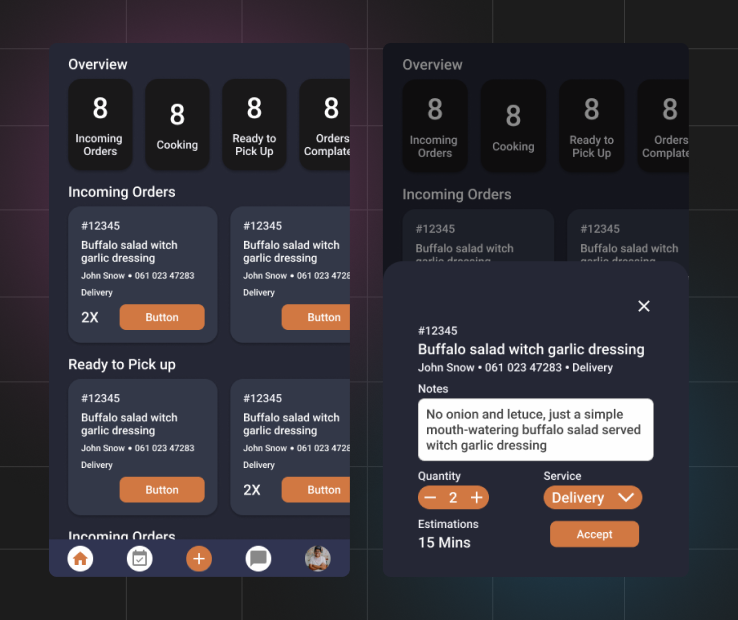 Overview
8
Incoming
Orders
8
Cooking
8
Ready to
Pick Up
8
Orders
Complate
Incoming Orders
#12345
Buffalo salad witch
garlic dressing
John Snow • 061 023 47283
Delivery
2X
Button
#12345
Buffalo salad witch
garlic dressing
John Snow • 061 023 4728
Delivery
Button
Ready to Pick up
#12345
Buffalo salad witch
garlic dressing
John Snow • 061 023 47283
Delivery
Button
#12345
Buffalo salad witch
garlic dressing
John Snow • 061 023 4728
Delivery
2X
Button
Incoming Orders
Overview
8
Incoming
Orders
8
Cooking
8
Ready to
Pick Up
8
Orders
Complate
Incoming Orders
#12345
Buffalo salad witch
garlic dressing
#12345
Buffalo salad witch
garlic dressing
#12345
Buffalo salad witch garlic dressing
John Snow • 061 023 47283 • Delivery
Notes
No onion and letuce, just a simple
mouth-watering buffalo salad served
witch garlic dressing
Quantity
2
Service
Delivery
Estimations
15 Mins
Accept